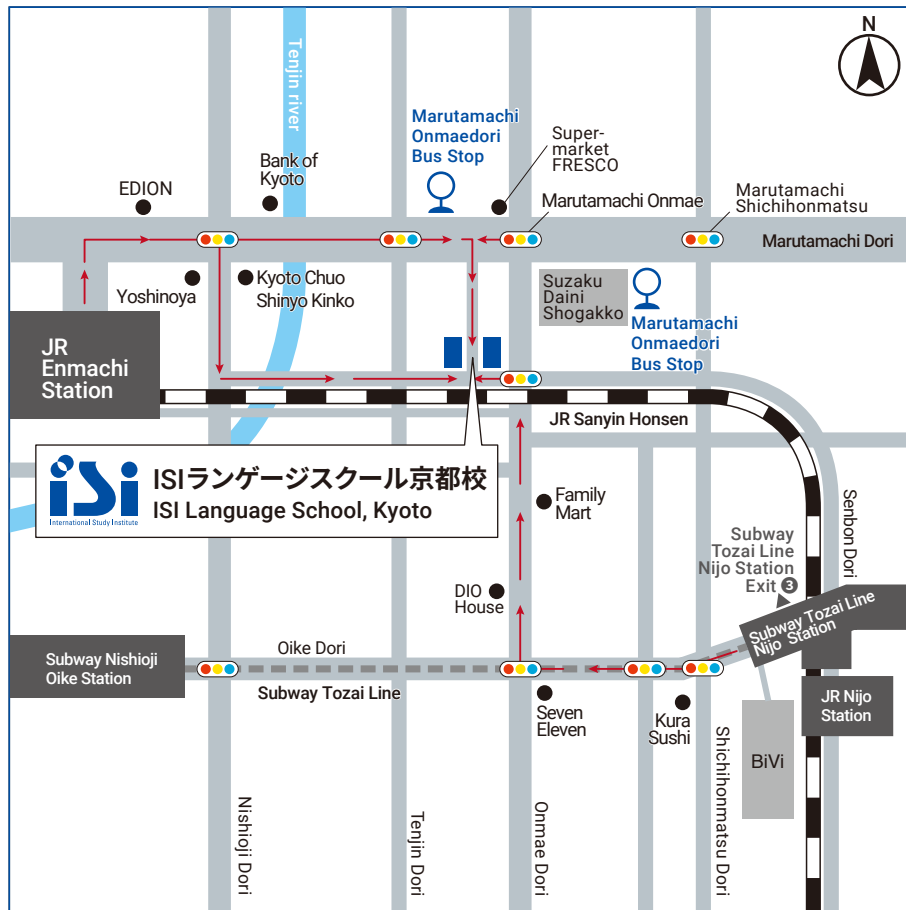 N
Tenjin river
Marutamachi
Onmaedori
Bus Stop
Super-
market
FRESCO
Bank of
Kyoto
EDION
Marutamachi Onmae
Marutamachi
Shichihonmatsu
Marutamachi Dori
Yoshinoya
Kyoto Chuo
Shinyo Kinko
Suzaku
Daini
Shogakko
Marutamachi
Onmaedori
Bus Stop
JR
Enmachi
Station
JR Sanyin Honsen
isi
International Study Institute
ISIランゲージスクール京都校
ISI Language School, Kyoto
Family
Mart
Senbon Dori
Subway
Tozai Line
Nijo Station
Exit 3
DIO
House
Subway Tozai Line
Nijo Station
Subway Nishioji
Oike Station
Oike Dori
Subway Tozai Line
Seven
Eleven
Kura
Sushi
JR Nijo
Station
BiVi
Nishioji Dori
Tenjin Dori
Onmae Dori
Shichihonmatsu Dori